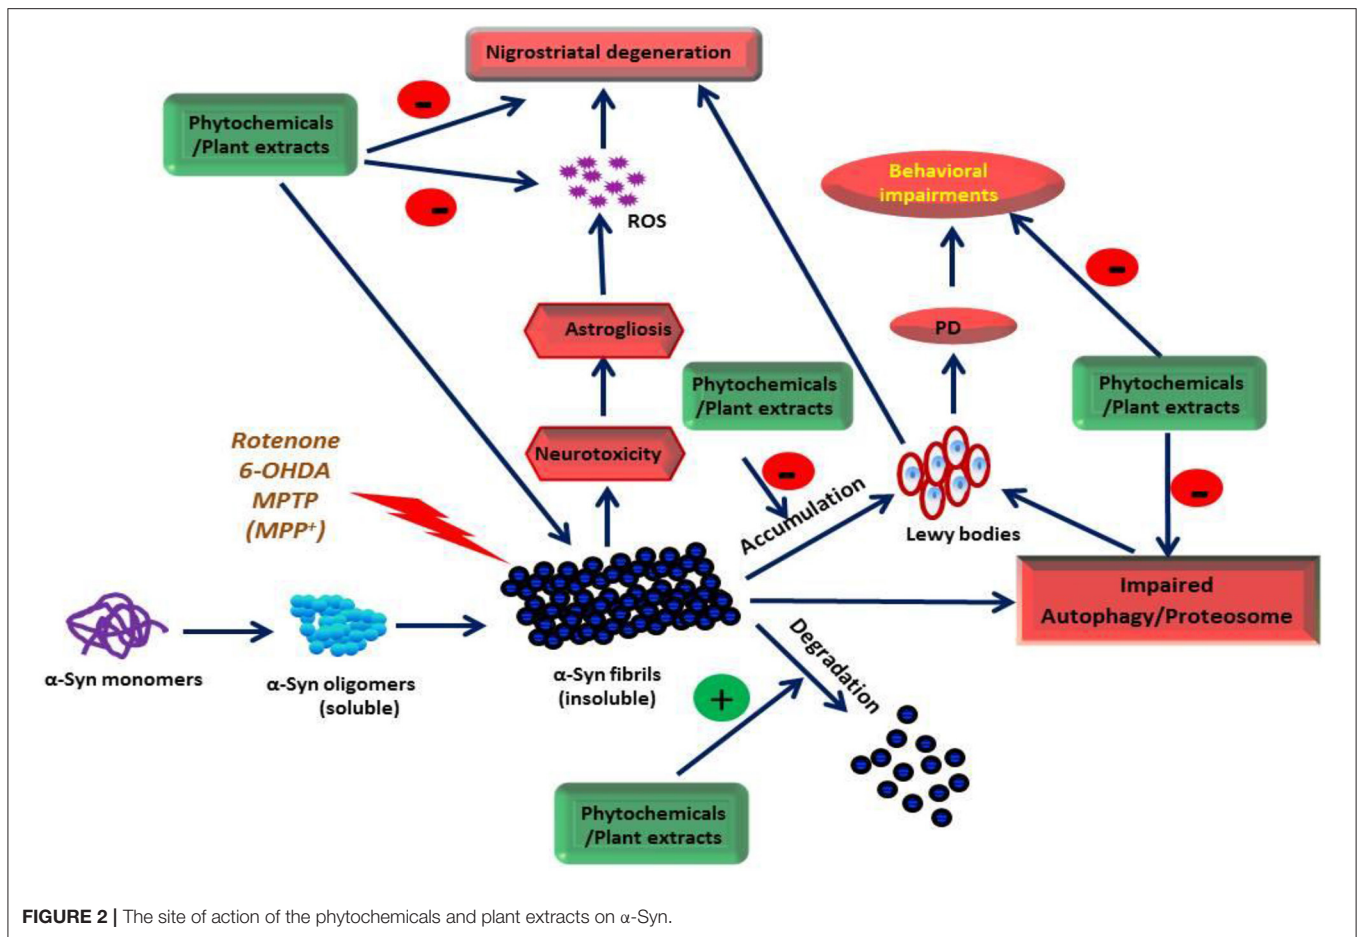 Nigrostriatal degeneration
Phytochemicals
/Plant extracts
-
-
ROS
Behavioral
impairments
-
Astrogliosis
PD
Phytochemicals
/Plant extracts
Phytochemicals
/Plant extracts
Neurotoxicity
-
-
Rotenone
6-OHDA
MPTP
(MPP⁺)
Accumulation
Lewy bodies
Impaired
Autophagy/Proteosome
α-Syn monomers
α-Syn oligomers
(soluble)
α-Syn fibrils
(insoluble)
Degradation
+
Phytochemicals
/Plant extracts
FIGURE 2 | The site of action of the phytochemicals and plant extracts on α-Syn.